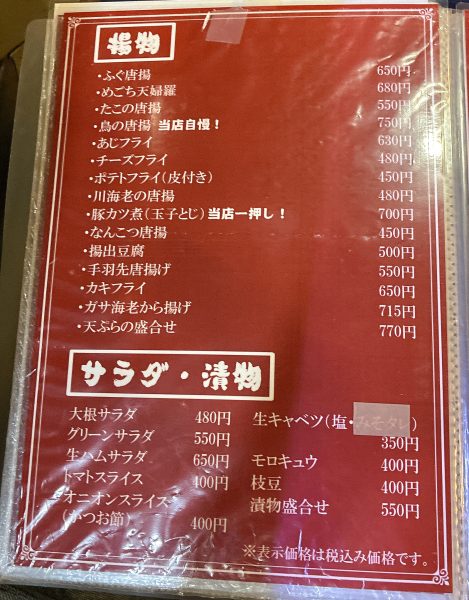 揚物
・ふぐ唐揚 650円
・めごち天婦羅 680円
・たこの唐揚 550円
・鳥の唐揚 当店自慢！ 750円
・あじフライ 630円
・チーズフライ 480円
・ポテトフライ(皮付き) 450円
・川海老の唐揚 480円
・豚カツ煮(玉子とじ)当店一押し！ 700円
・なんこつ唐揚 450円
・揚出豆腐 500円
・手羽先唐揚げ 550円
・カキフライ 650円
・ガサ海老から揚げ 715円
・天ぷらの盛合せ 770円
サラダ・漬物
大根サラダ 480円
グリーンサラダ 550円
生ハムサラダ 650円
トマトスライス 400円
オニオンスライス
(かつお節) 400円
生キャベツ(塩・みそタレ)
350円
モロキュウ 400円
枝豆 400円
漬物盛合せ 550円
※表示価格は税込み価格です。